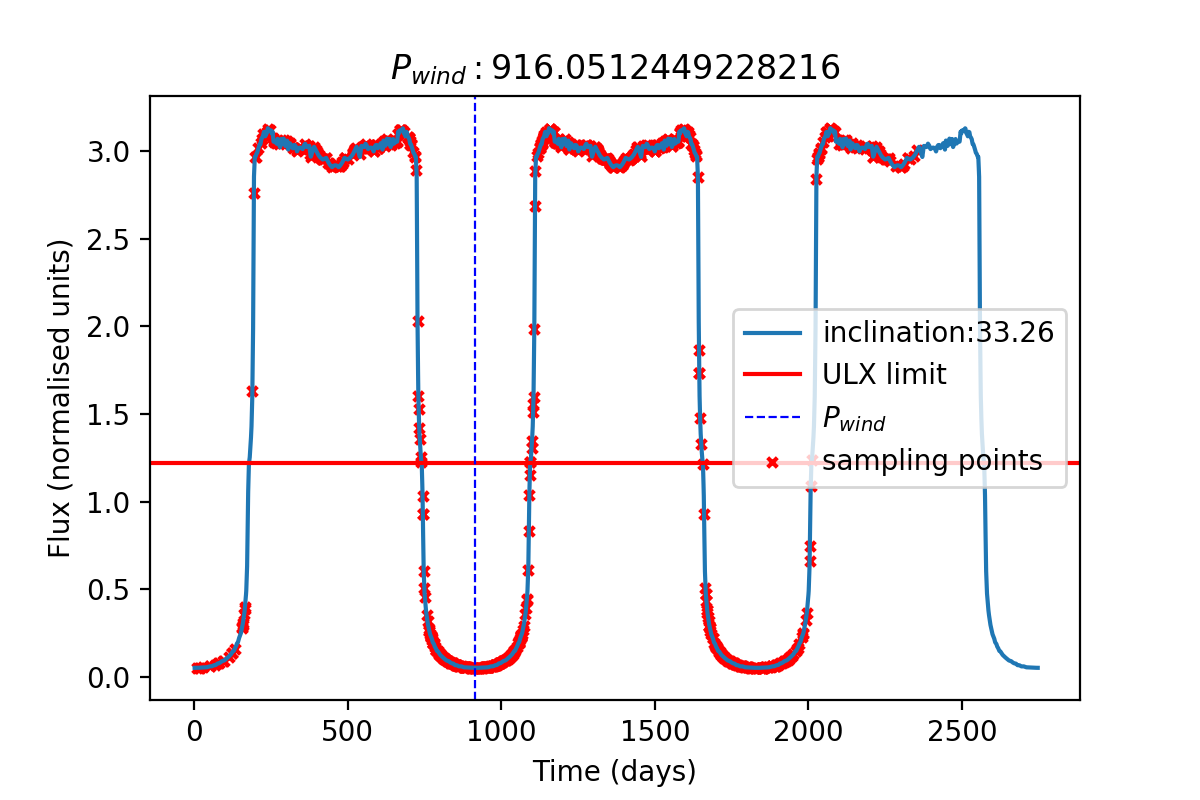 P_wind : 916.0512449228216
3.0
2.5
2.0
1.5
1.0
0.5
0.0
Flux (normalised units)
inclination:33.26
ULX limit
P_wind
sampling points
0 500 1000 1500 2000 2500
Time (days)